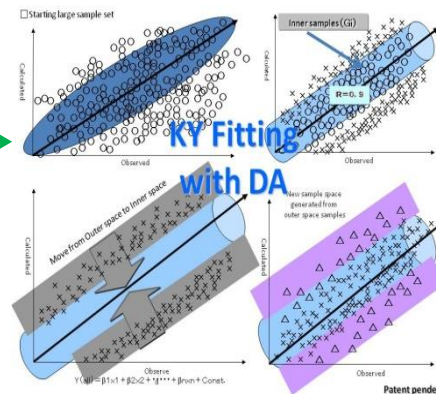 □Starting large sample set
Calculated
Observed
Inner samples(Gi)
R=0.9
Calculated
Observed
KY Fitting
with DA
Move from Outer space to Inner space
Calculated
Observe
New sample space
generated from
outer space samples
Calculated
Observed
Patent pende